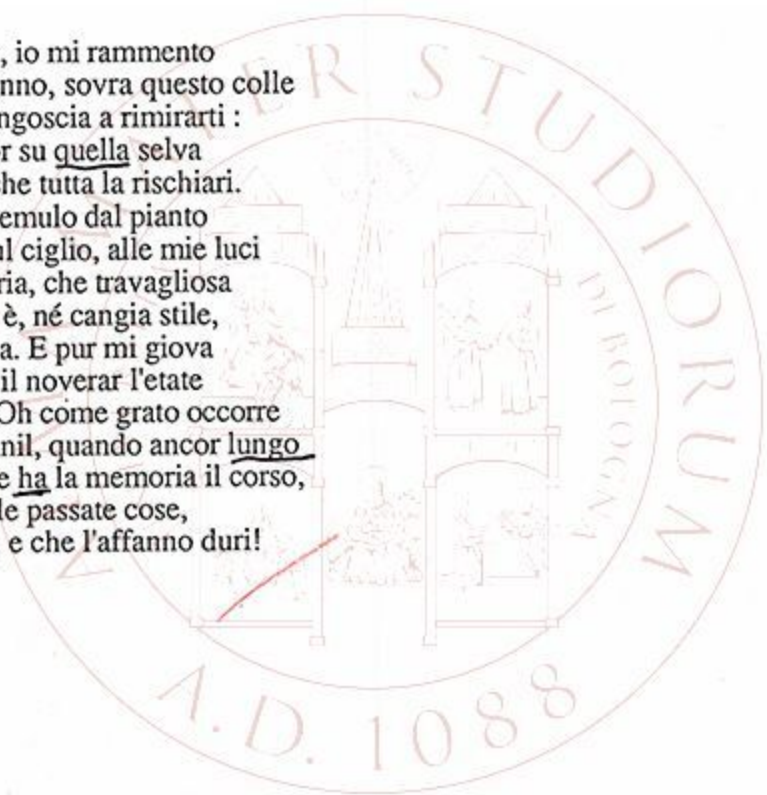 , io mi rammento
nno, sovra questo colle
ngoscia a rimirarti :
r su quella selva
he tutta la rischiari.
emulo dal pianto
ul ciglio, alle mie luci
ria, che travagliosa
è, né cangia stile,
a. E pur mi giova
il noverar l'etate
Oh come grato occorre
nil, quando ancor lungo
e ha la memoria il corso,
le passate cose,
e che l'affanno duri!
ALMA MATER STUDIORUM
DI BOLOGNA
A.D. 1088